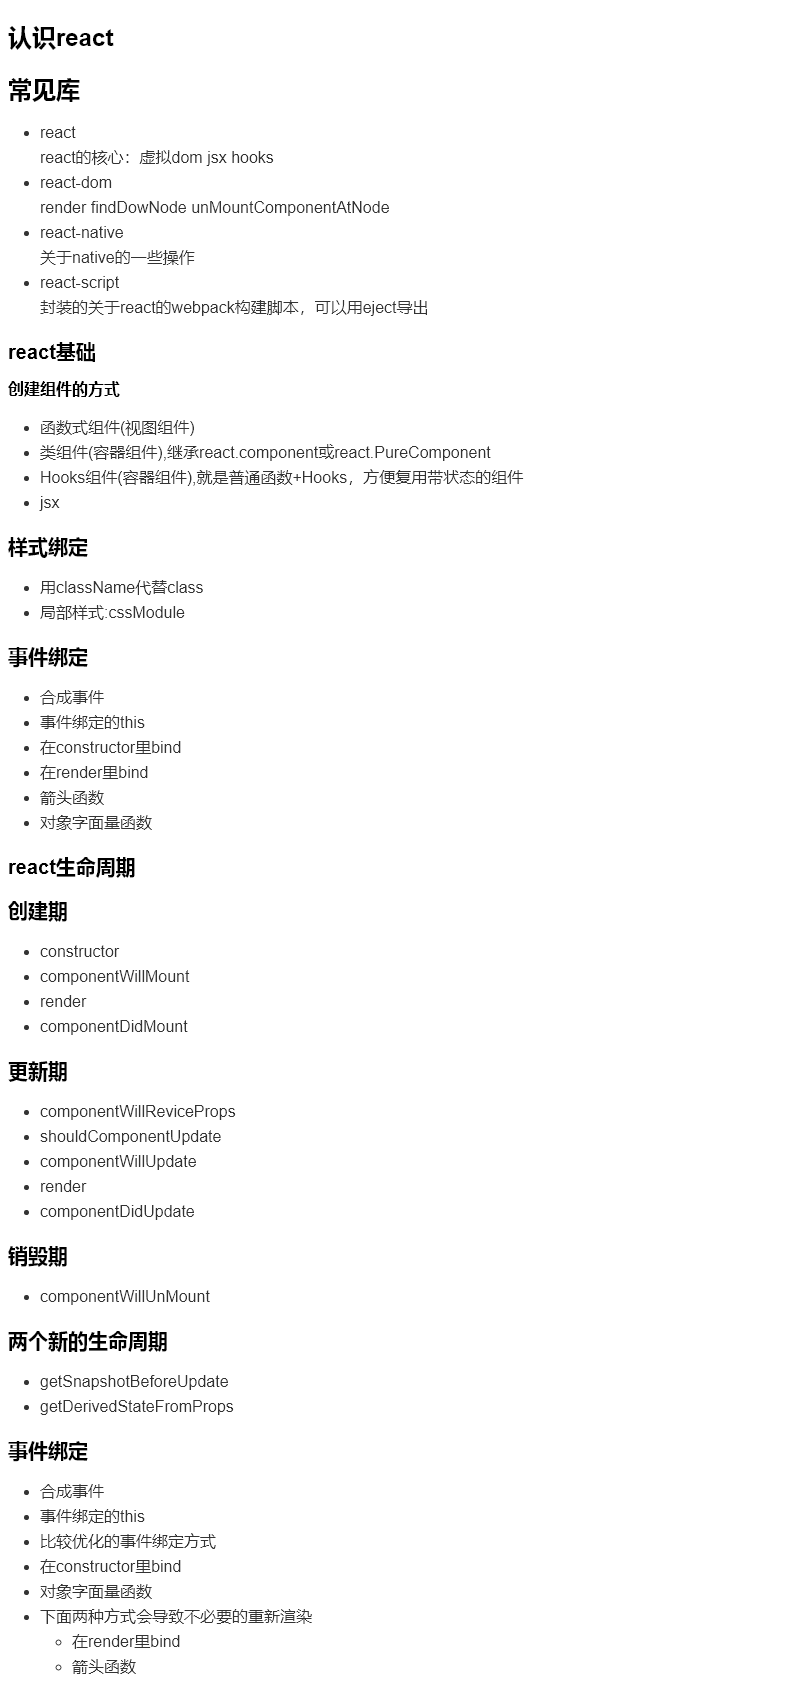 认识react
常见库
react
react的核心：虚拟dom jsx hooks
react-dom
render findDowNode unMountComponentAtNode
react-native
关于native的一些操作
react-script
封装的关于react的webpack构建脚本，可以用eject导出
react基础
创建组件的方式
函数式组件(视图组件)
类组件(容器组件),继承react.component或react.PureComponent
Hooks组件(容器组件),就是普通函数+Hooks，方便复用带状态的组件
jsx
样式绑定
用className代替class
局部样式:cssModule
事件绑定
合成事件
事件绑定的this
在constructor里bind
在render里bind
箭头函数
对象字面量函数
react生命周期
创建期
constructor
componentWillMount
render
componentDidMount
更新期
componentWillReviceProps
shouldComponentUpdate
componentWillUpdate
render
componentDidUpdate
销毁期
componentWillUnMount
两个新的生命周期
getSnapshotBeforeUpdate
getDerivedStateFromProps
事件绑定
合成事件
事件绑定的this
比较优化的事件绑定方式
在constructor里bind
对象字面量函数
下面两种方式会导致不必要的重新渲染
在render里bind
箭头函数